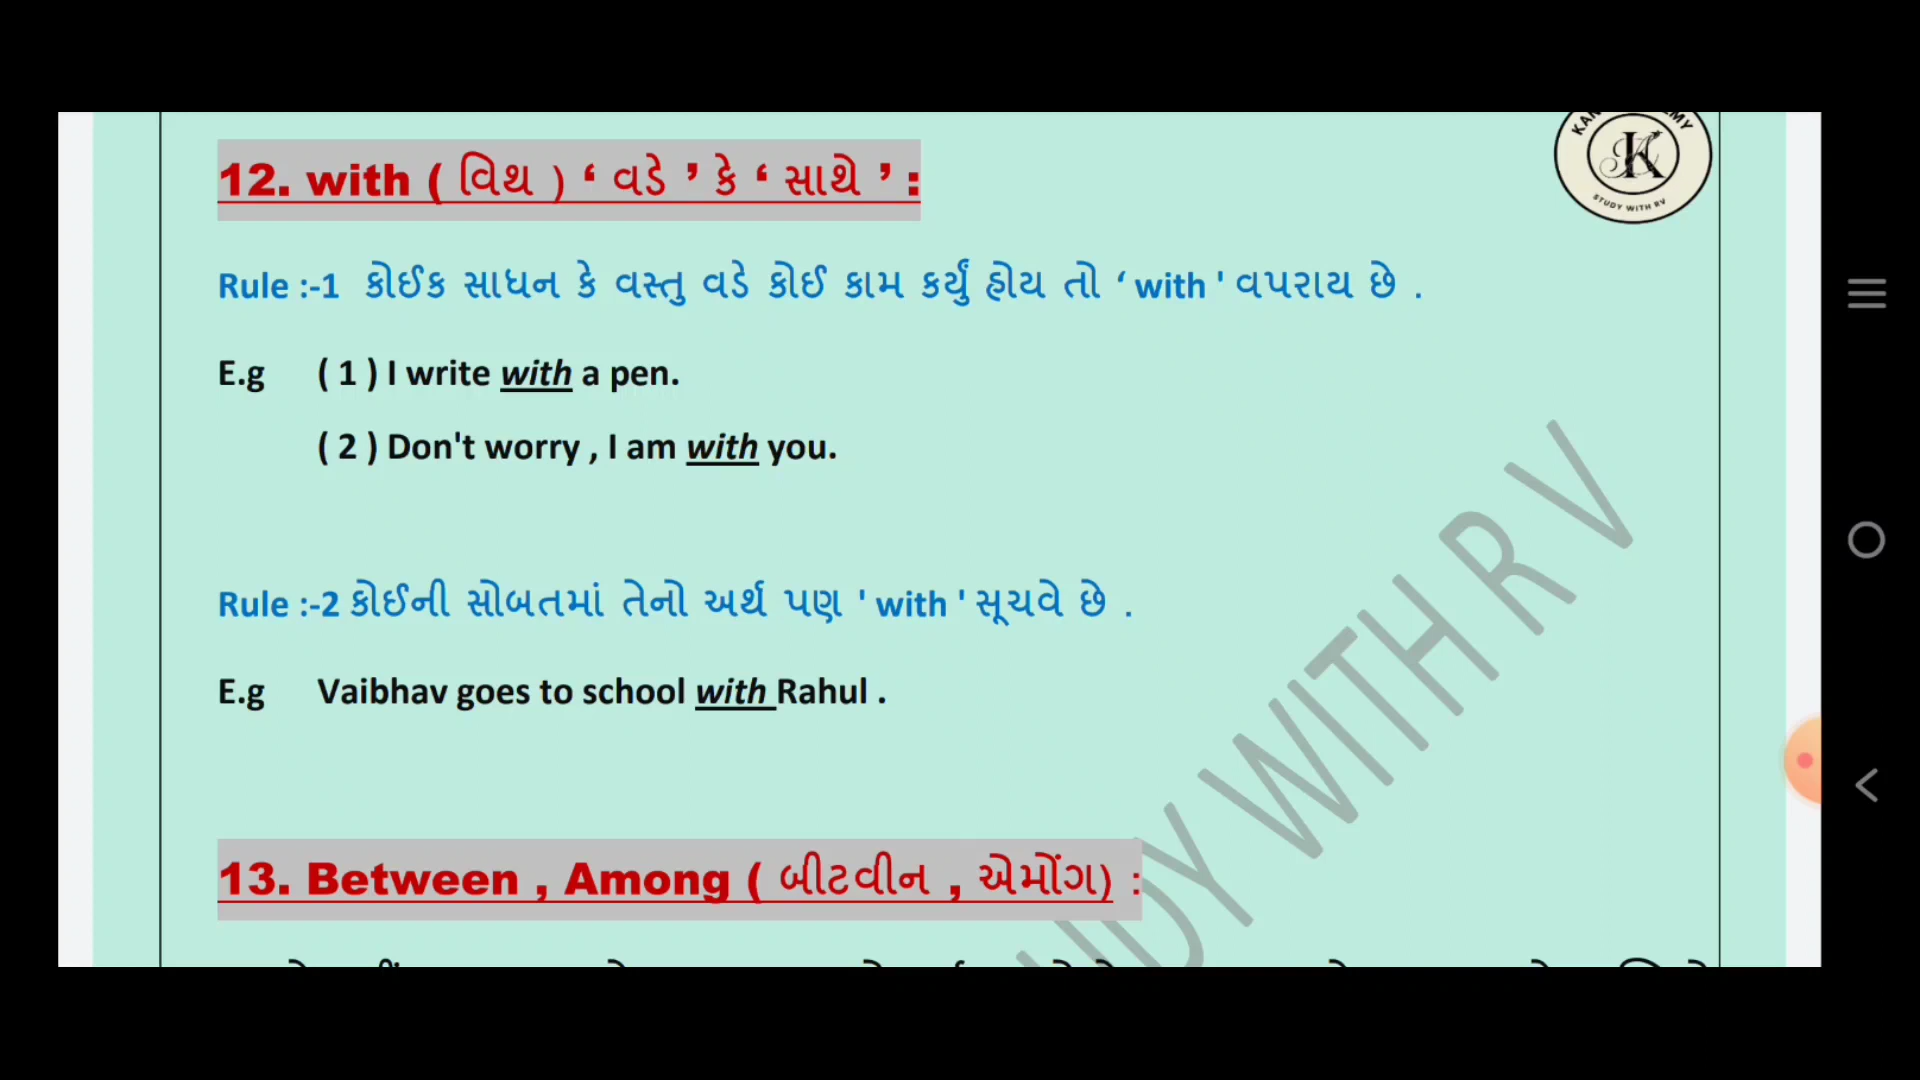 12. with ( વિથ ) ‘ વડે ’ કે ‘ સાથે ’ :
STUDY WITH RV
Rule :-1 કોઈક સાધન કે વસ્તુ વડે કોઈ કામ કર્યું હોય તો ‘ with ' વપરાય છે .
E.g ( 1 ) I write with a pen.
( 2 ) Don't worry , I am with you.
Rule :-2 કોઈની સોબતમાં તેનો અર્થ પણ ' with ' સૂચવે છે .
E.g Vaibhav goes to school with Rahul .
WITH RV
13. Between , Among ( બીટવીન , એમોંગ) :